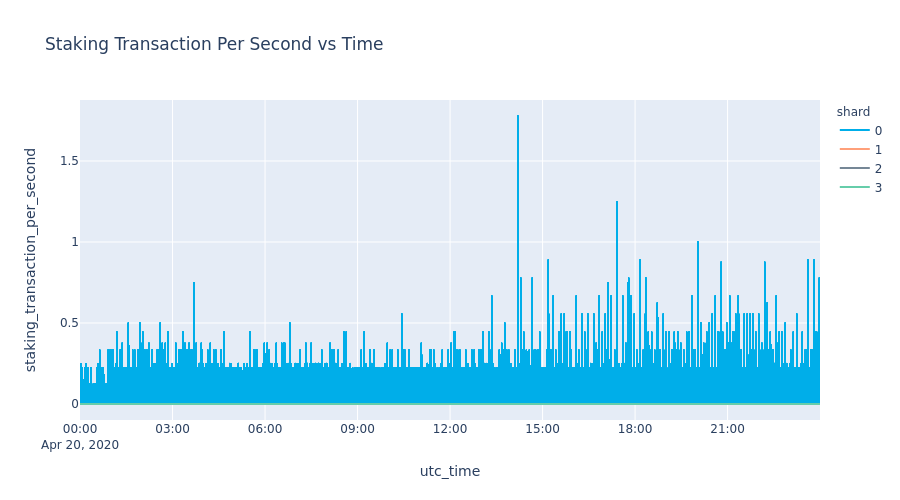 Staking Transaction Per Second vs Time
shard
0
1
2
3
staking_transaction_per_second
1.5
1
0.5
0
00:00 03:00 06:00 09:00 12:00 15:00 18:00 21:00
Apr 20, 2020
utc_time